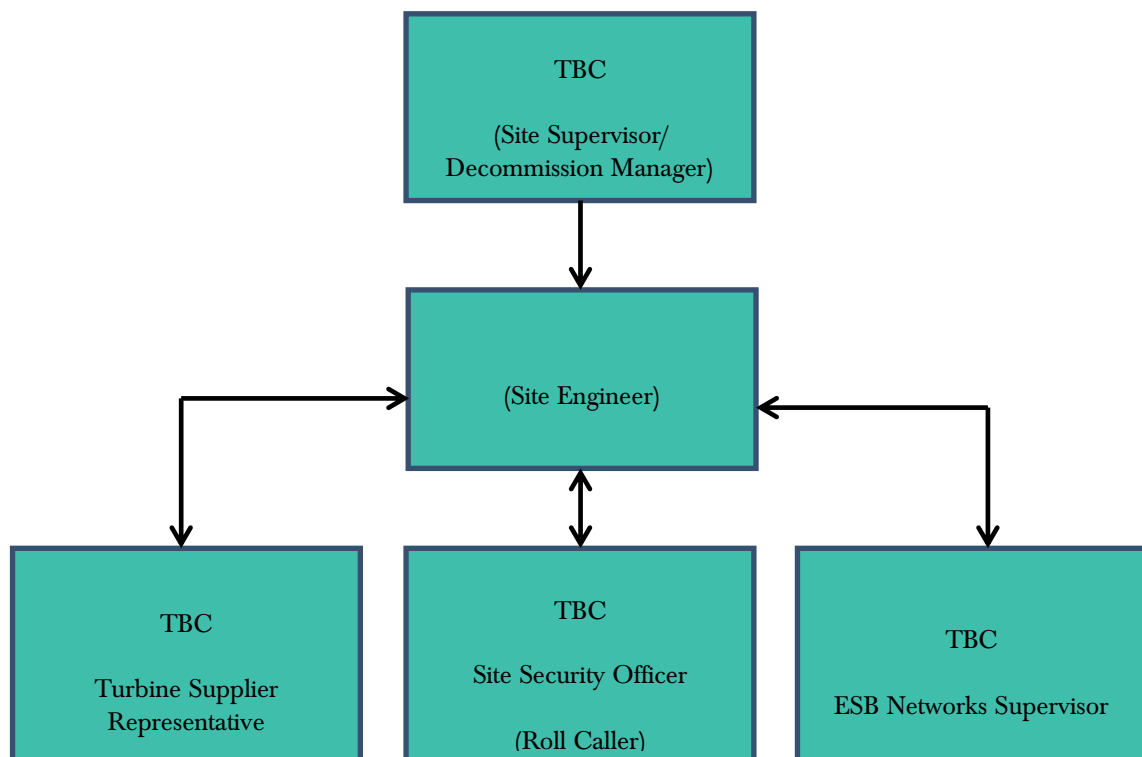 TBC
(Site Supervisor/
Decommission Manager)
(Site Engineer)
TBC
Turbine Supplier
Representative
TBC
Site Security Officer
(Roll Caller)
TBC
ESB Networks Supervisor